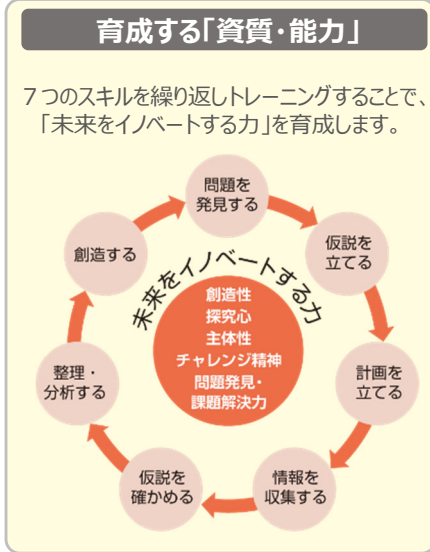 育成する「資質・能力」
７つのスキルを繰り返しトレーニングすることで、
「未来をイノベートする力」を育成します。
問題を
発見する
仮説を
立てる
計画を
立てる
情報を
収集する
仮説を
確かめる
整理・
分析する
創造する
未来をイノベートする力
創造性
探究心
主体性
チャレンジ精神
問題発見・
課題解決力